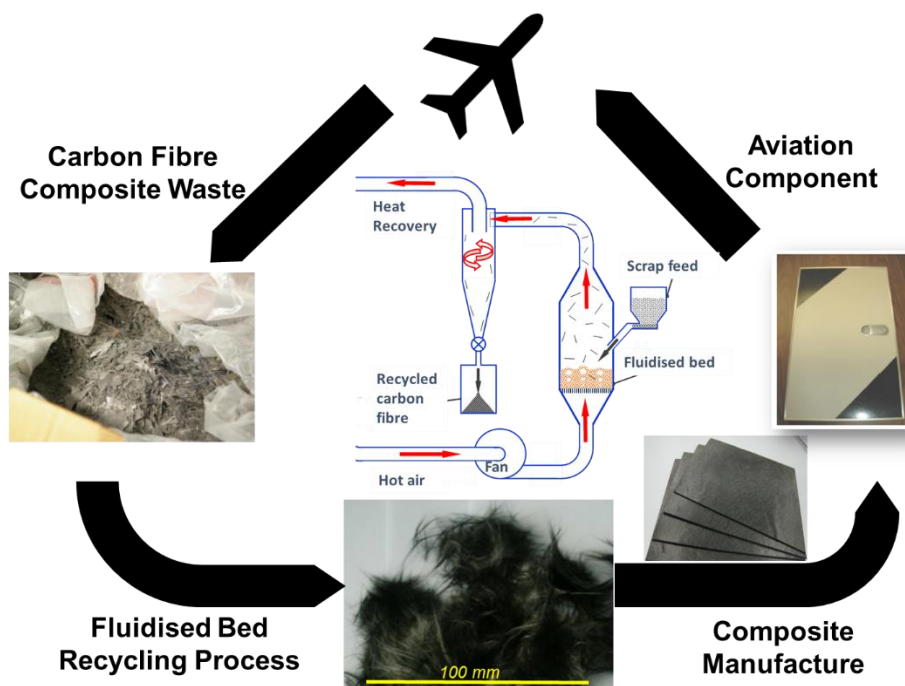 Carbon Fibre
Composite Waste
Aviation
Component
Heat
Recovery
Scrap feed
Fluidised bed
Recycled
carbon
fibre
Hot air
Fan
100 mm
Fluidised Bed
Recycling Process
Composite
Manufacture